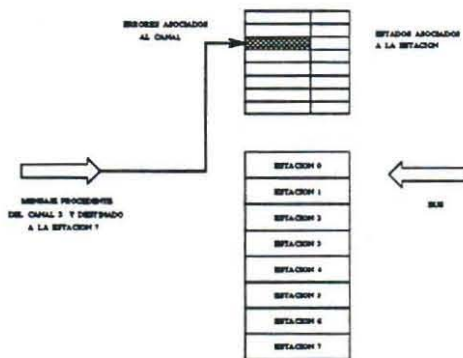 ERRORES ASOCIADOS
AL CANAL
ESTADOS ASOCIADOS
A LA ESTACION
MENSAJE PROCEDENTE
DEL CANAL 3 Y DESTINADO
A LA ESTACION 7
ESTACION 0
ESTACION 1
ESTACION 2
ESTACION 3
ESTACION 4
ESTACION 5
ESTACION 6
ESTACION 7
BUS